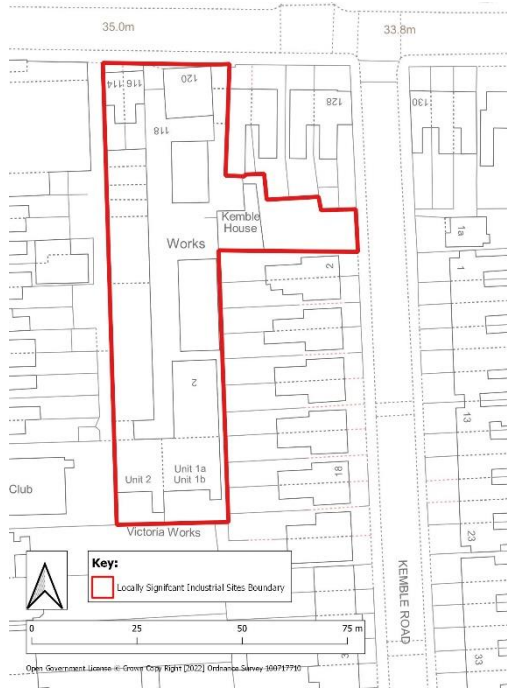 35.0m
33.8m
114
116
120
128
130
118
Kemble
House
1a
Works
2
1
2
13
Unit 2
Unit 1a
Unit 1b
18
Club
Victoria Works
23
KEMBLE ROAD
33
Key:
Locally Signifcant Industrial Sites Boundary
0
25
50
75 m
Open Government License © Crown Copy Right [2022] Ordnance Survey 100717710